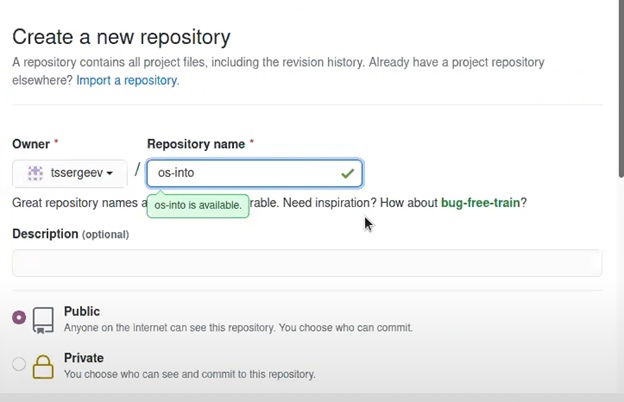 Create a new repository
A repository contains all project files, including the revision history. Already have a project repository
elsewhere? Import a repository.
Owner * Repository name *
tssergeev / os-into
Great repository names a rable. Need inspiration? How about bug-free-train?
os-into is available.
Description (optional)
Public
Anyone on the internet can see this repository. You choose who can commit.
Private
You choose who can see and commit to this repository.